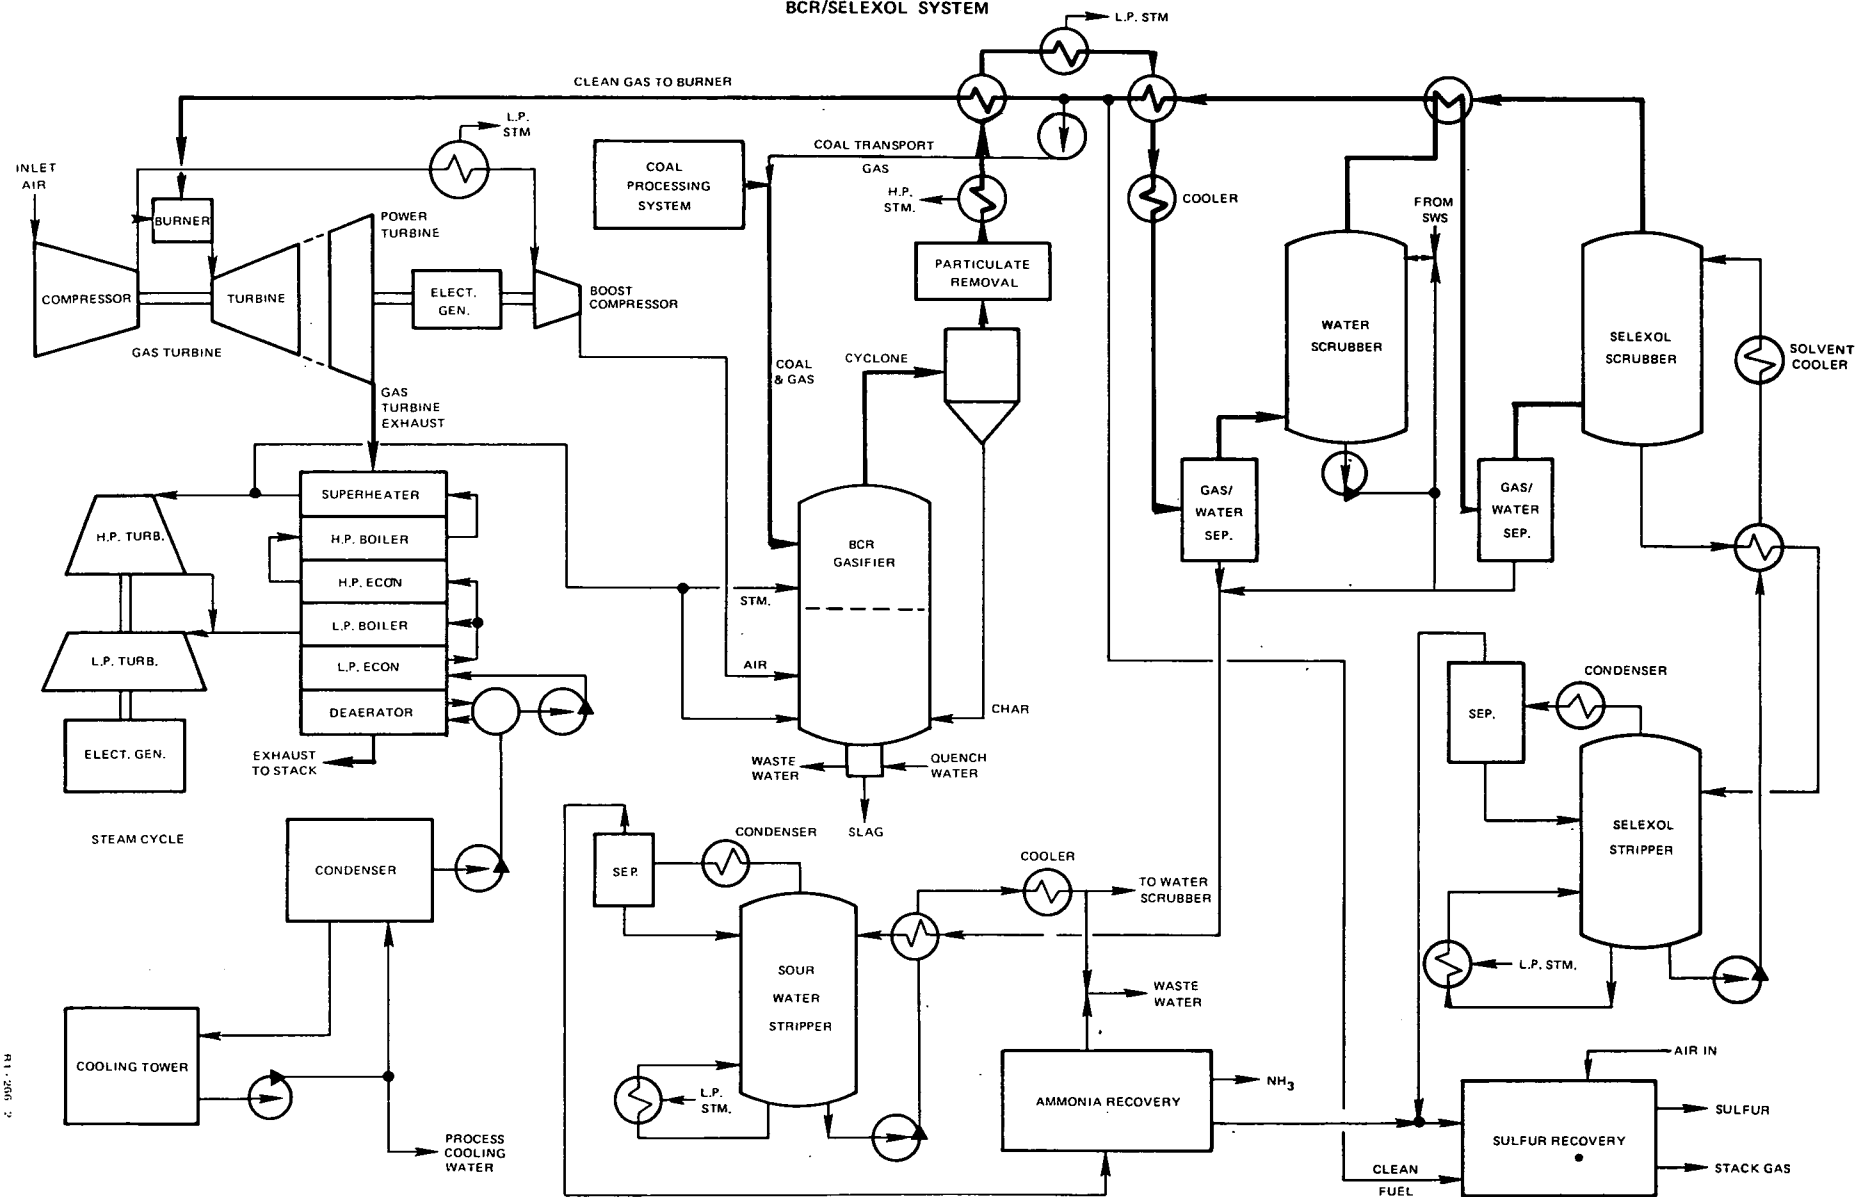 BCR/SELEXOL SYSTEM
L.P. STM
CLEAN GAS TO BURNER
L.P.
STM
INLET
AIR
BURNER
COMPRESSOR
TURBINE
GAS TURBINE
POWER
TURBINE
ELECT.
GEN.
BOOST
COMPRESSOR
GAS
TURBINE
EXHAUST
COAL
PROCESSING
SYSTEM
COAL TRANSPORT
GAS
H.P.
STM.
PARTICULATE
REMOVAL
CYCLONE
COAL
& GAS
COOLER
FROM
SWS
WATER
SCRUBBER
SELEXOL
SCRUBBER
SOLVENT
COOLER
GAS/
WATER
SEP.
GAS/
WATER
SEP.
SUPERHEATER
H.P. BOILER
H.P. ECON
L.P. BOILER
L.P. ECON
DEAERATOR
H.P. TURB.
L.P. TURB.
ELECT. GEN.
EXHAUST
TO STACK
BCR
GASIFIER
STM.
AIR
CHAR
WASTE
WATER
QUENCH
WATER
SLAG
STEAM CYCLE
CONDENSER
COOLING TOWER
PROCESS
COOLING
WATER
SEP.
CONDENSER
SOUR
WATER
STRIPPER
L.P.
STM.
COOLER
TO WATER
SCRUBBER
WASTE
WATER
AMMONIA RECOVERY
NH3
CONDENSER
SEP.
SELEXOL
STRIPPER
L.P. STM.
AIR IN
SULFUR RECOVERY
SULFUR
STACK GAS
CLEAN
FUEL